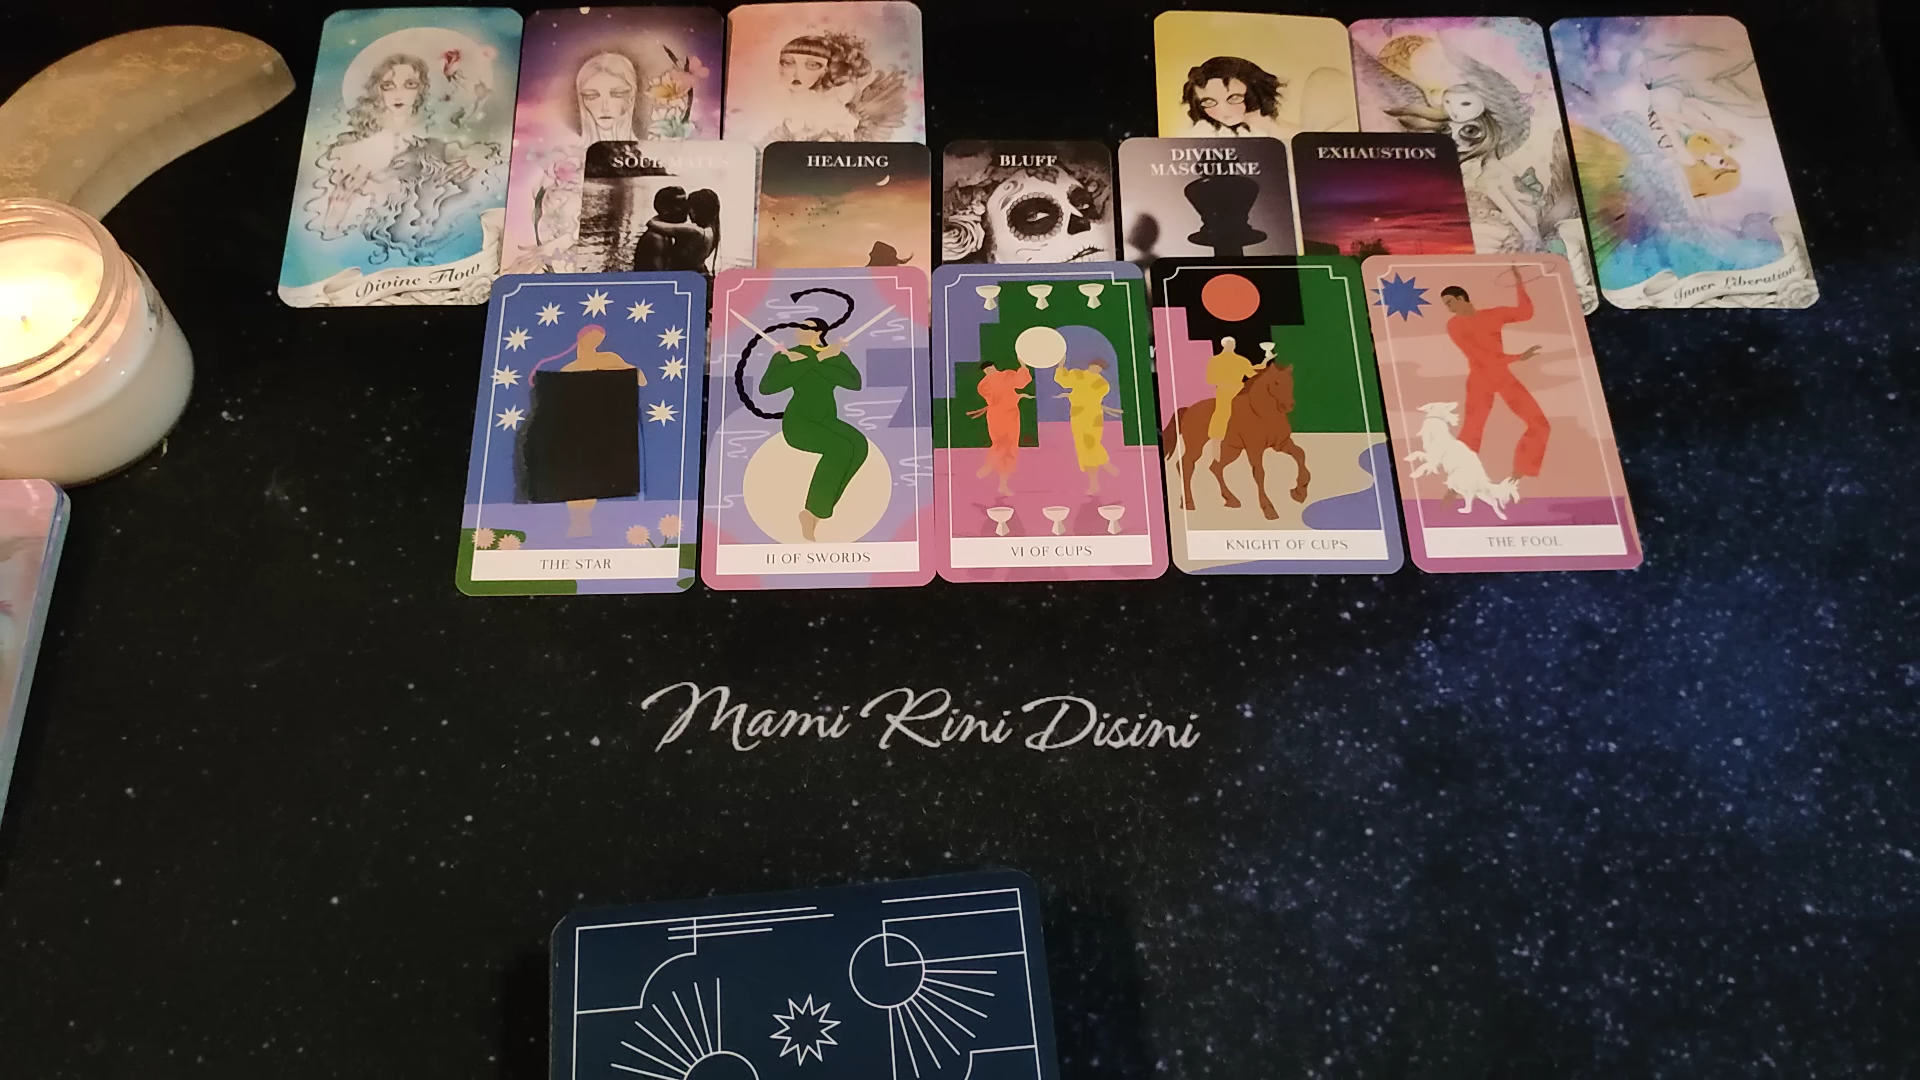 SOULMATES
HEALING
BLUFF
DIVINE
MASCULINE
EXHAUSTION
Divine Flow
Inner Liberation
THE STAR
II OF SWORDS
VI OF CUPS
KNIGHT OF CUPS
THE FOOL
Mami Rini Disini